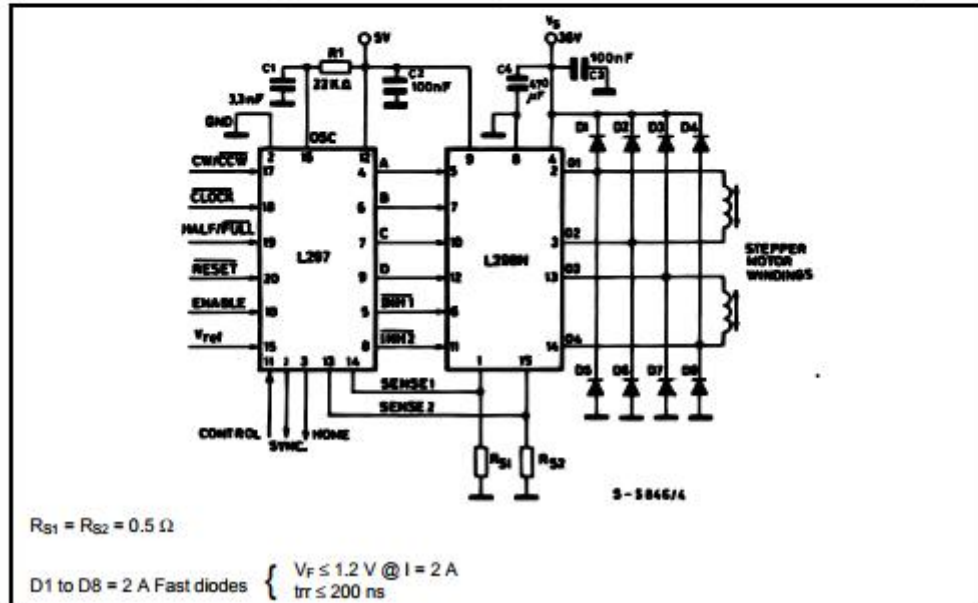 5V
Vs
36V
C1
3.3nF
R1
22KΩ
C2
100nF
C4
470
µF
100nF
C3
GND
OSC
D1 D2 D3 D4
2 16 12
9 8 4
CW/CCW 17
4 A 5
2 O1
CLOCK 18
6 B 7
HALF/FULL 19
7 C 10
3 O2
L297
L298N
STEPPER
MOTOR
WINDINGS
RESET 20
9 D 12
13 O3
ENABLE 10
5 INH1 6
Vref 15
8 INH2 11
14 O4
11 1 3 13 14
1 15
D5 D6 D7 D8
SENSE 1
SENSE 2
CONTROL
SYNC.
HOME
RS1
RS2
S-5846/4
RS1 = RS2 = 0.5 Ω
D1 to D8 = 2 A Fast diodes { VF ≤ 1.2 V @ I = 2 A
trr ≤ 200 ns